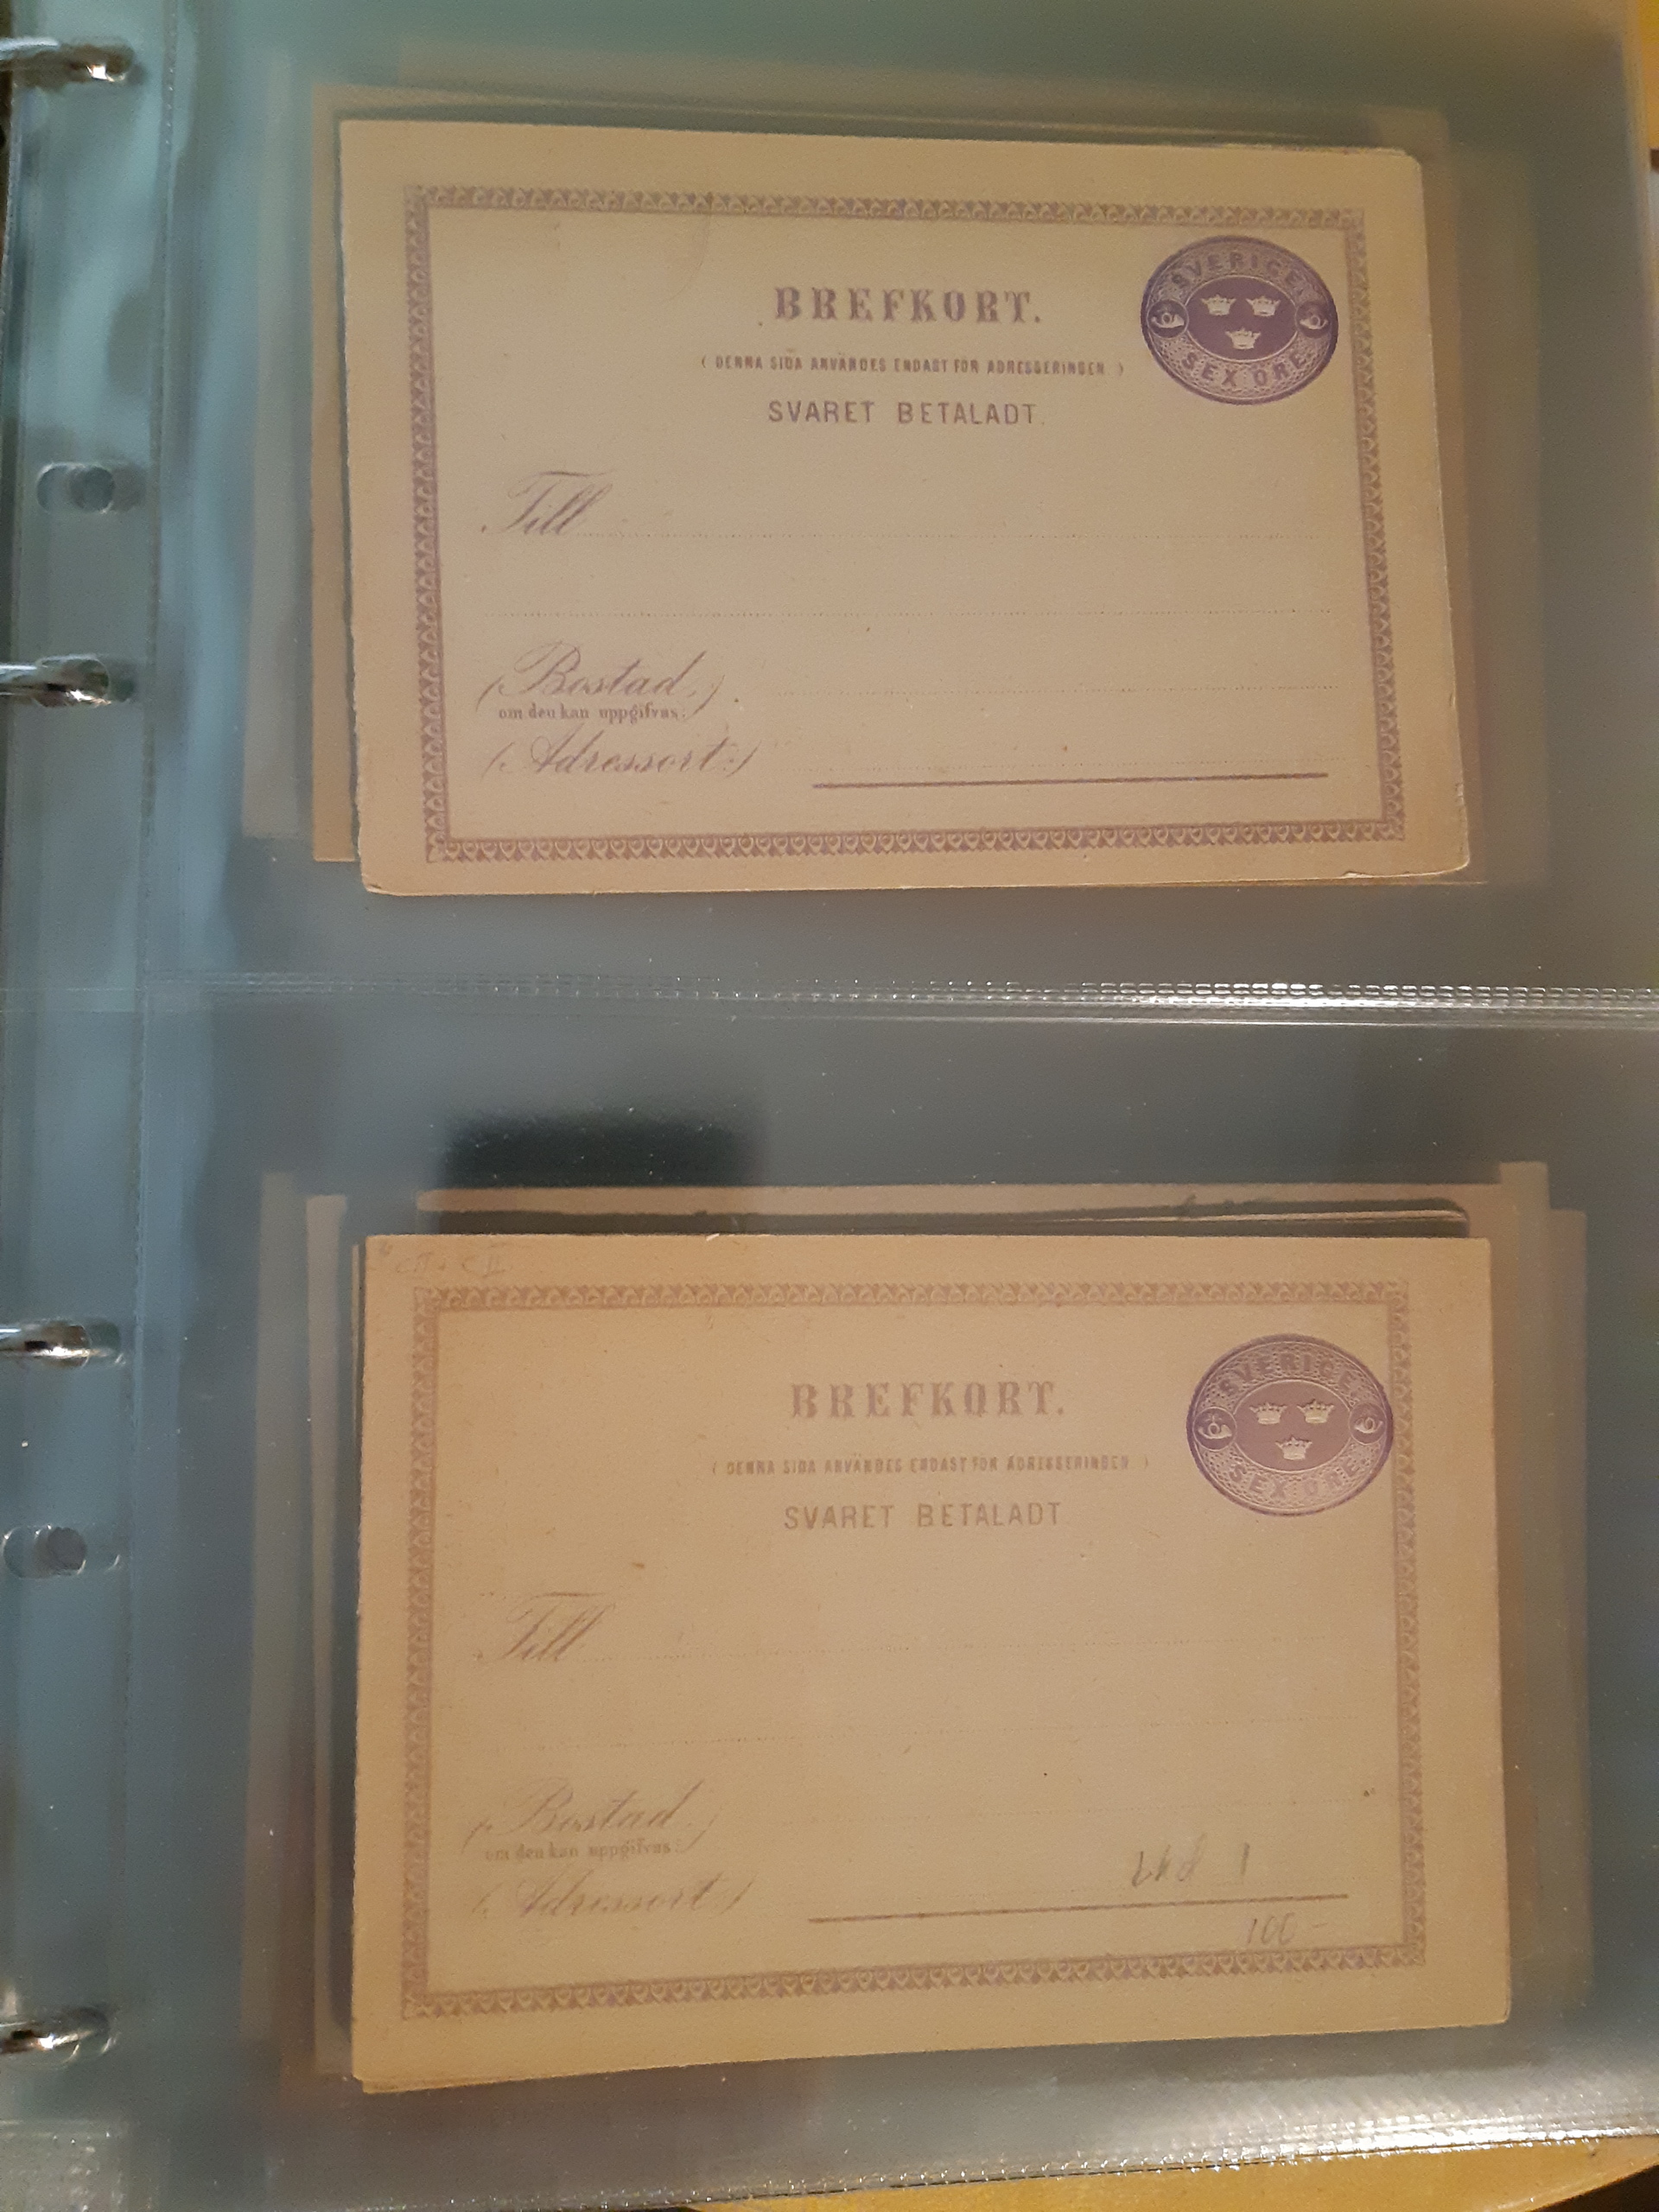 BREFKORT.
SVERIGE
SEX ÖRE
( DENNA SIDA ANVÄNDES ENDAST FÖR ADRESSERINGEN )
SVARET BETALADT.
Till
(Bostad,)
om den kan uppgifvas:
(Adressort:)
BREFKORT.
SVERIGE
SEX ÖRE
( DENNA SIDA ANVÄNDES ENDAST FÖR ADRESSERINGEN )
SVARET BETALADT
Till
(Bostad,)
om den kan uppgifvas:
(Adressort:)
100-